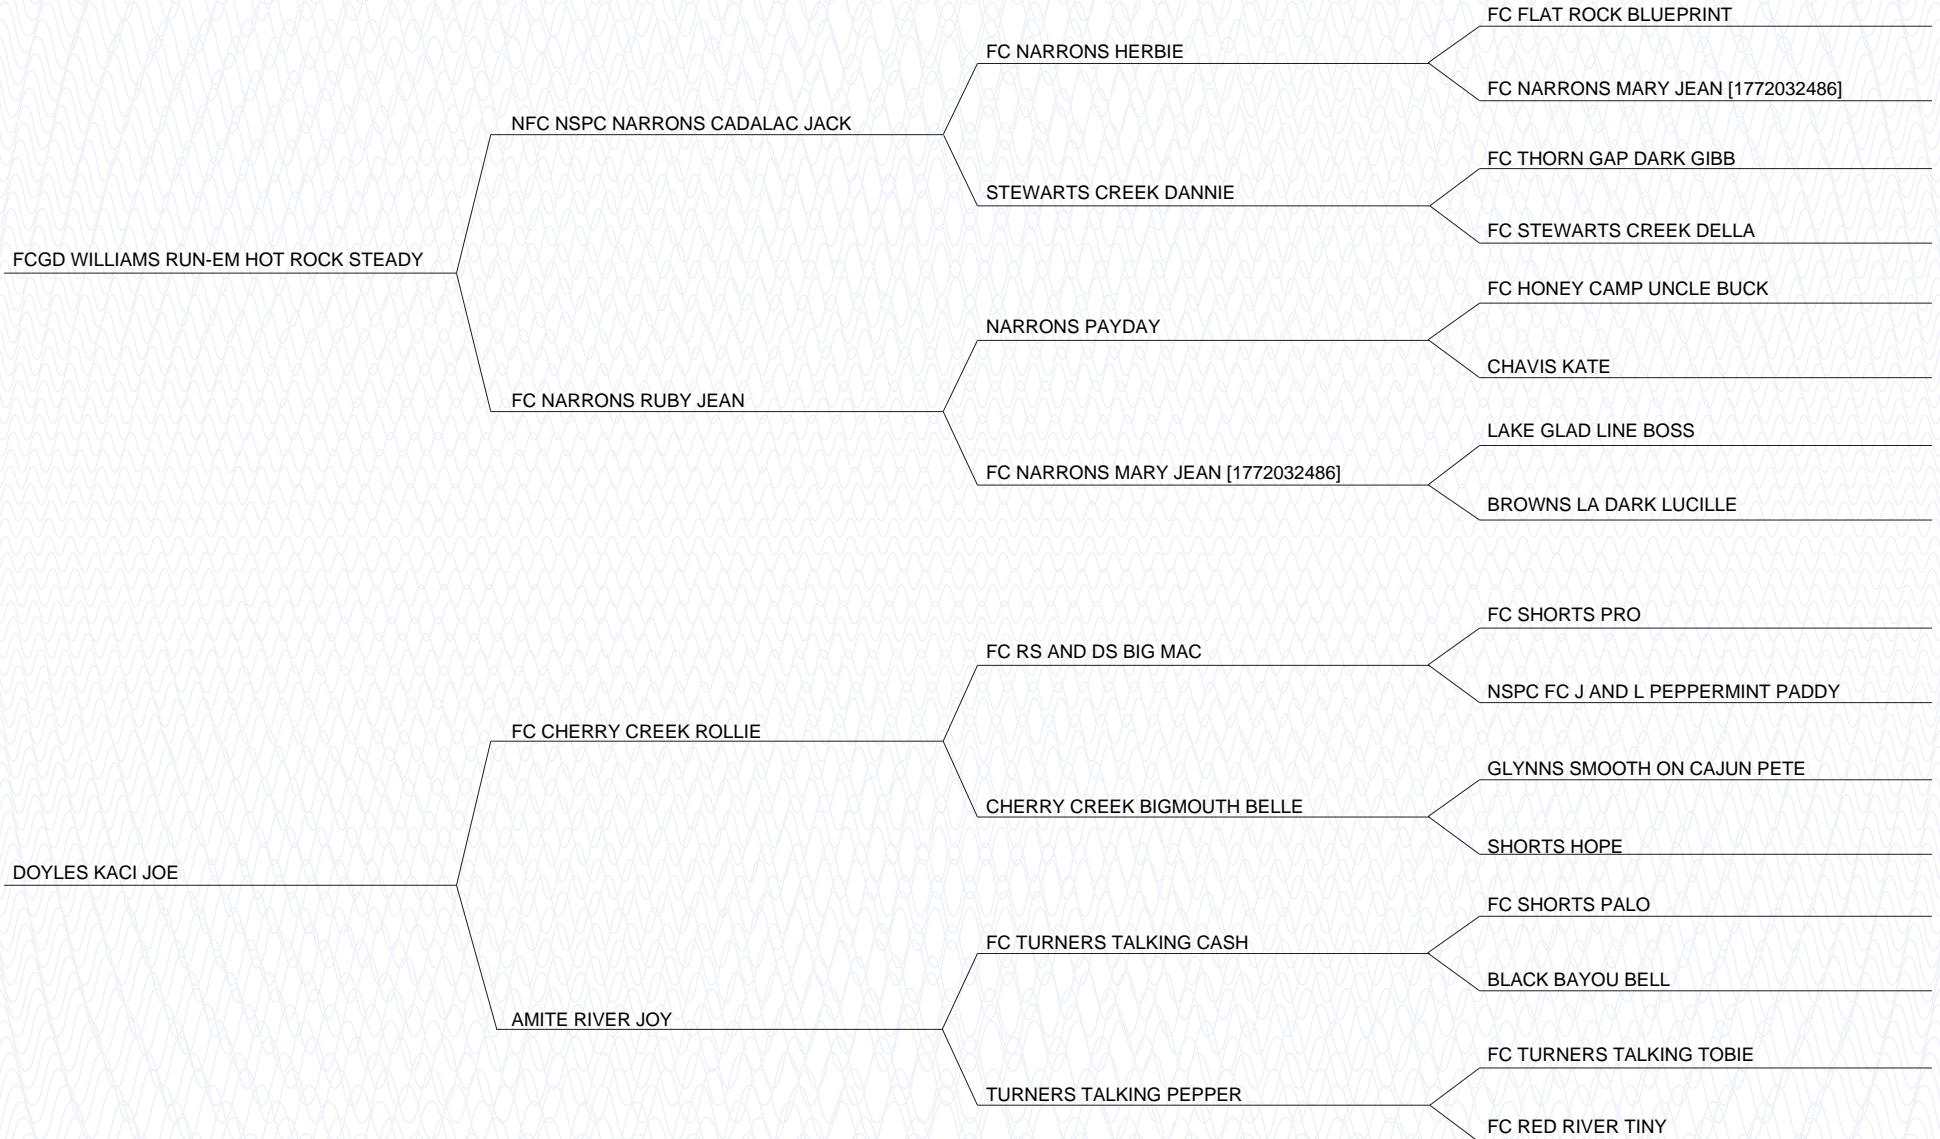 FC FLAT ROCK BLUEPRINT
FC NARRONS HERBIE
FC NARRONS MARY JEAN [1772032486]
NFC NSPC NARRONS CADALAC JACK
FC THORN GAP DARK GIBB
STEWARTS CREEK DANNIE
FC STEWARTS CREEK DELLA
FCGD WILLIAMS RUN-EM HOT ROCK STEADY
FC HONEY CAMP UNCLE BUCK
NARRONS PAYDAY
CHAVIS KATE
FC NARRONS RUBY JEAN
LAKE GLAD LINE BOSS
FC NARRONS MARY JEAN [1772032486]
BROWNS LA DARK LUCILLE
FC SHORTS PRO
FC RS AND DS BIG MAC
NSPC FC J AND L PEPPERMINT PADDY
FC CHERRY CREEK ROLLIE
GLYNNS SMOOTH ON CAJUN PETE
CHERRY CREEK BIGMOUTH BELLE
SHORTS HOPE
DOYLES KACI JOE
FC SHORTS PALO
FC TURNERS TALKING CASH
BLACK BAYOU BELL
AMITE RIVER JOY
FC TURNERS TALKING TOBIE
TURNERS TALKING PEPPER
FC RED RIVER TINY